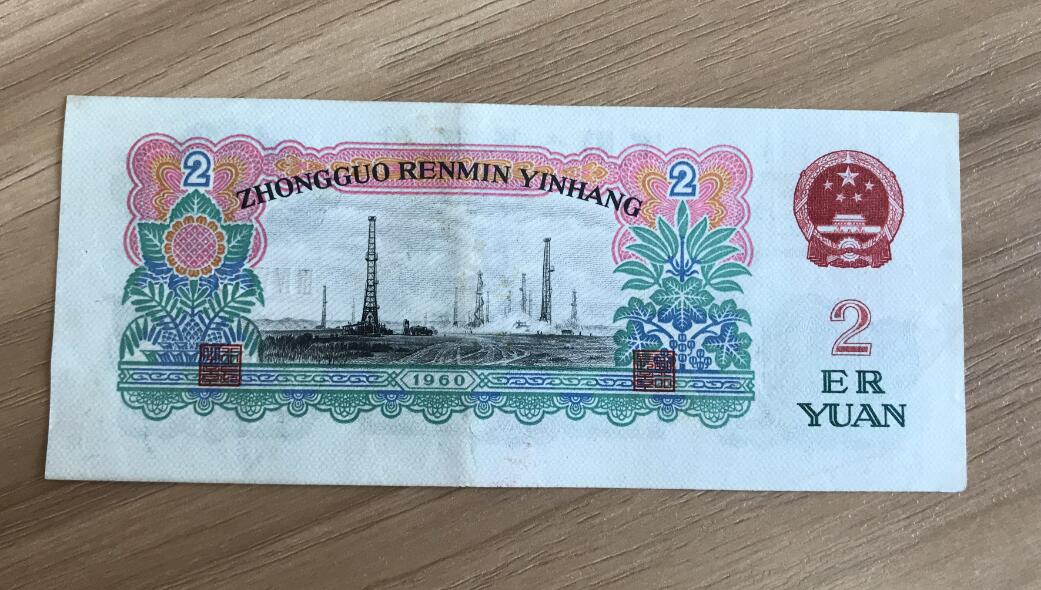 2
2
ZHONGGUO RENMIN YINHANG
2
ER
YUAN
1960